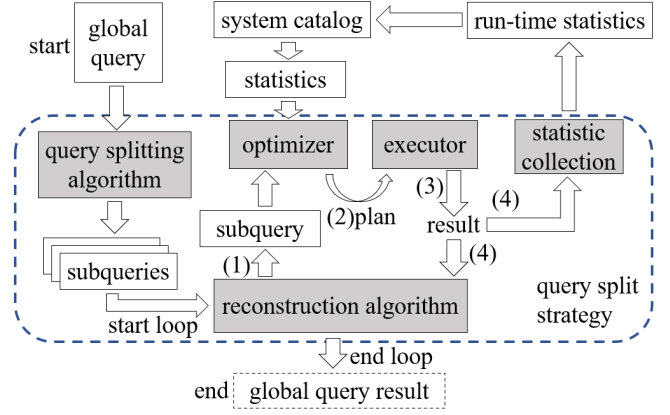 start
global
query
system catalog
run-time statistics
statistics
query splitting
algorithm
optimizer
executor
statistic
collection
(2)plan
(3)
(4)
result
subquery
(1)
(4)
subqueries
reconstruction algorithm
start loop
query split
strategy
end loop
end
global query result